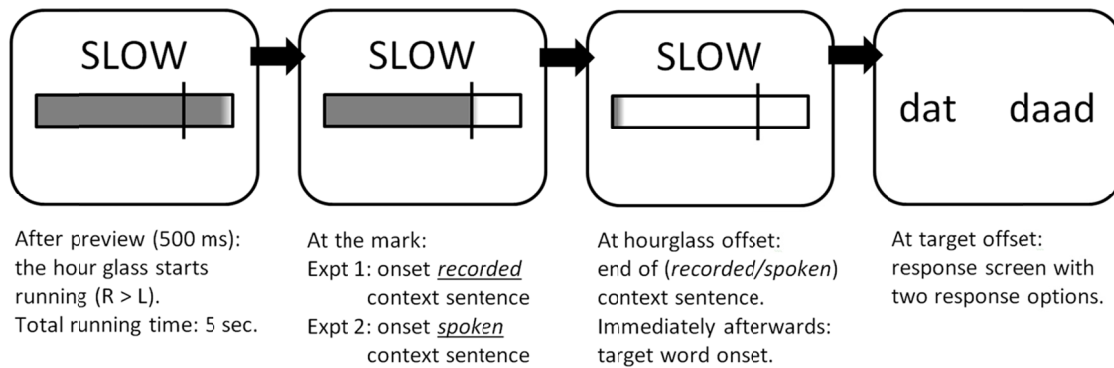 SLOW
SLOW
SLOW
dat daad
After preview (500 ms):
the hour glass starts
running (R > L).
Total running time: 5 sec.
At the mark:
Expt 1: onset recorded
context sentence
Expt 2: onset spoken
context sentence
At hourglass offset:
end of (recorded/spoken)
context sentence.
Immediately afterwards:
target word onset.
At target offset:
response screen with
two response options.